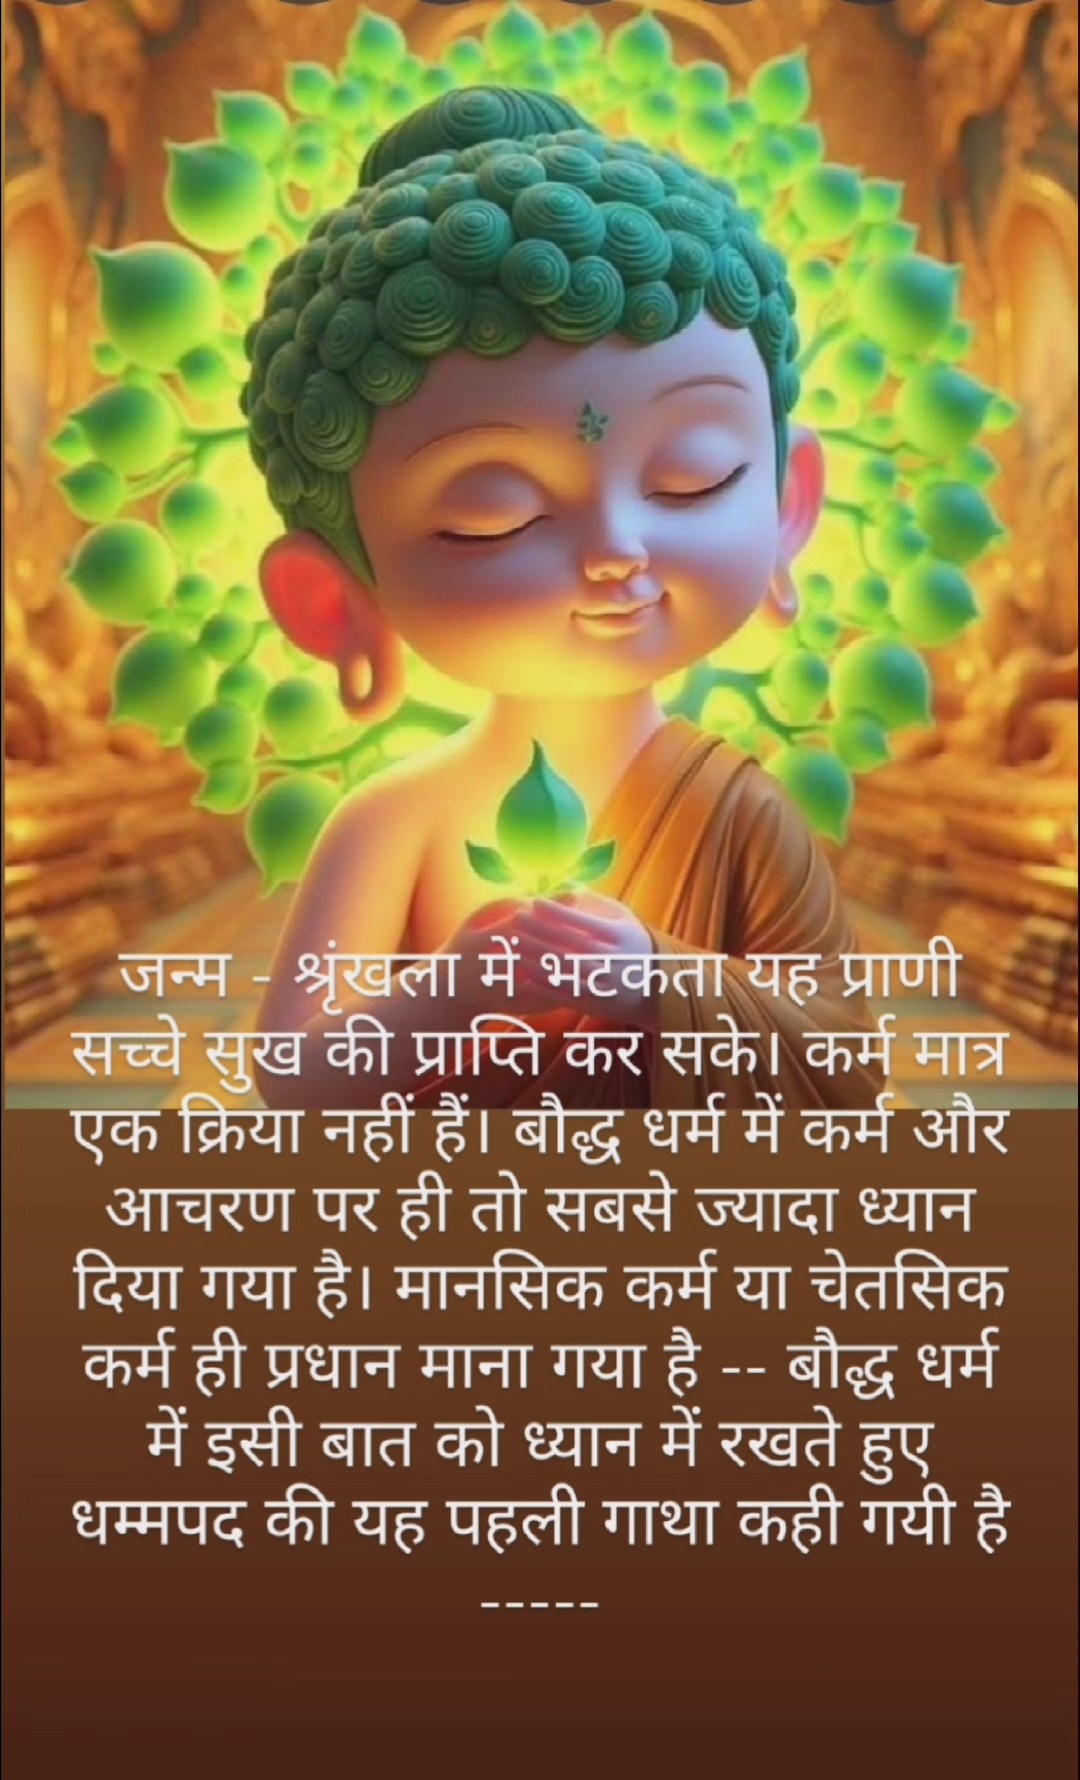 जन्म - श्रृंखला में भटकता यह प्राणी
सच्चे सुख की प्राप्ति कर सके। कर्म मात्र
एक क्रिया नहीं हैं। बौद्ध धर्म में कर्म और
आचरण पर ही तो सबसे ज्यादा ध्यान
दिया गया है। मानसिक कर्म या चेतसिक
कर्म ही प्रधान माना गया है -- बौद्ध धर्म
में इसी बात को ध्यान में रखते हुए
धम्मपद की यह पहली गाथा कही गयी है
-----